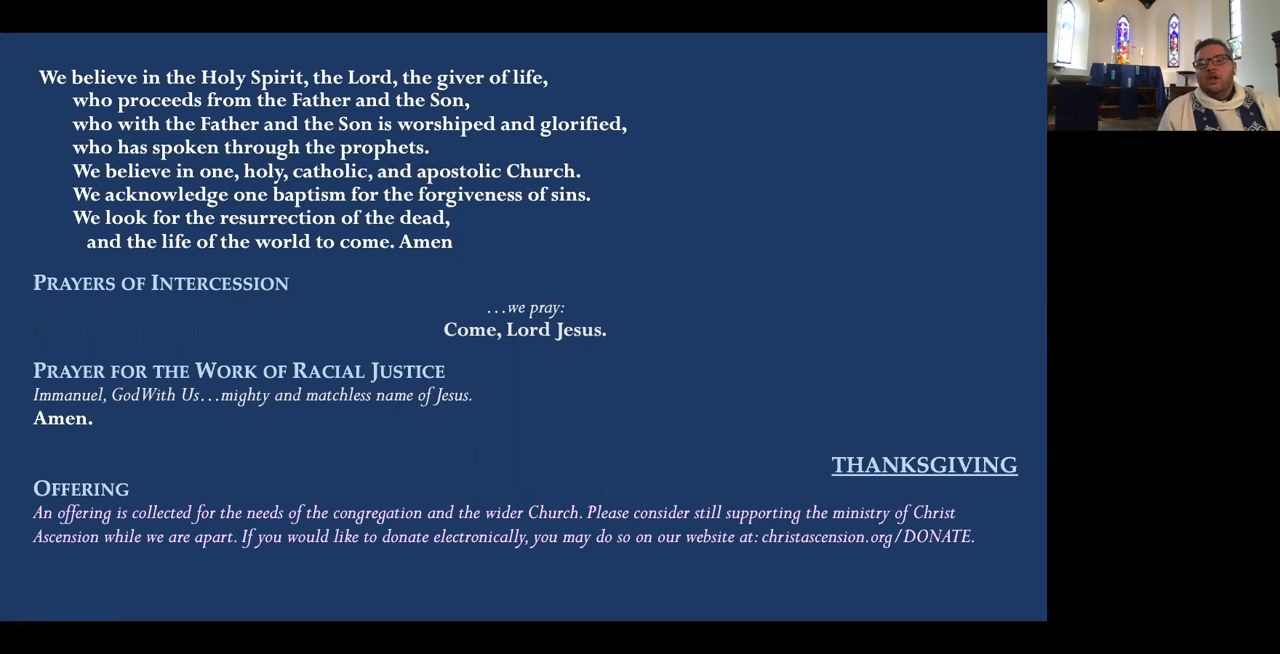 We believe in the Holy Spirit, the Lord, the giver of life,
who proceeds from the Father and the Son,
who with the Father and the Son is worshiped and glorified,
who has spoken through the prophets.
We believe in one, holy, catholic, and apostolic Church.
We acknowledge one baptism for the forgiveness of sins.
We look for the resurrection of the dead,
and the life of the world to come. Amen
PRAYERS OF INTERCESSION
…we pray:
Come, Lord Jesus.
PRAYER FOR THE WORK OF RACIAL JUSTICE
Immanuel, God With Us…mighty and matchless name of Jesus.
Amen.
THANKSGIVING
OFFERING
An offering is collected for the needs of the congregation and the wider Church. Please consider still supporting the ministry of Christ
Ascension while we are apart. If you would like to donate electronically, you may do so on our website at: christascension.org/DONATE.